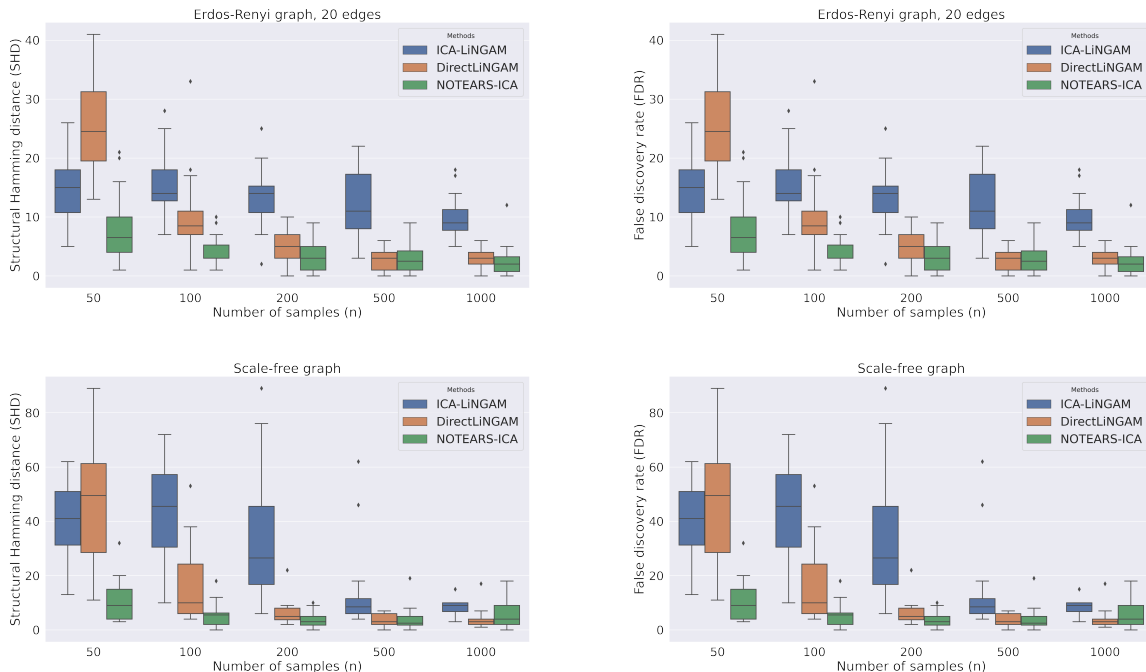 Erdos-Renyi graph, 20 edges
Structural Hamming distance (SHD)
40
30
20
10
0
Methods
ICA-LiNGAM
DirectLiNGAM
NOTEARS-ICA
50 100 200 500 1000
Number of samples (n)
Erdos-Renyi graph, 20 edges
False discovery rate (FDR)
40
30
20
10
0
Methods
ICA-LiNGAM
DirectLiNGAM
NOTEARS-ICA
50 100 200 500 1000
Number of samples (n)
Scale-free graph
Structural Hamming distance (SHD)
80
60
40
20
0
Methods
ICA-LiNGAM
DirectLiNGAM
NOTEARS-ICA
50 100 200 500 1000
Number of samples (n)
Scale-free graph
False discovery rate (FDR)
80
60
40
20
0
Methods
ICA-LiNGAM
DirectLiNGAM
NOTEARS-ICA
50 100 200 500 1000
Number of samples (n)